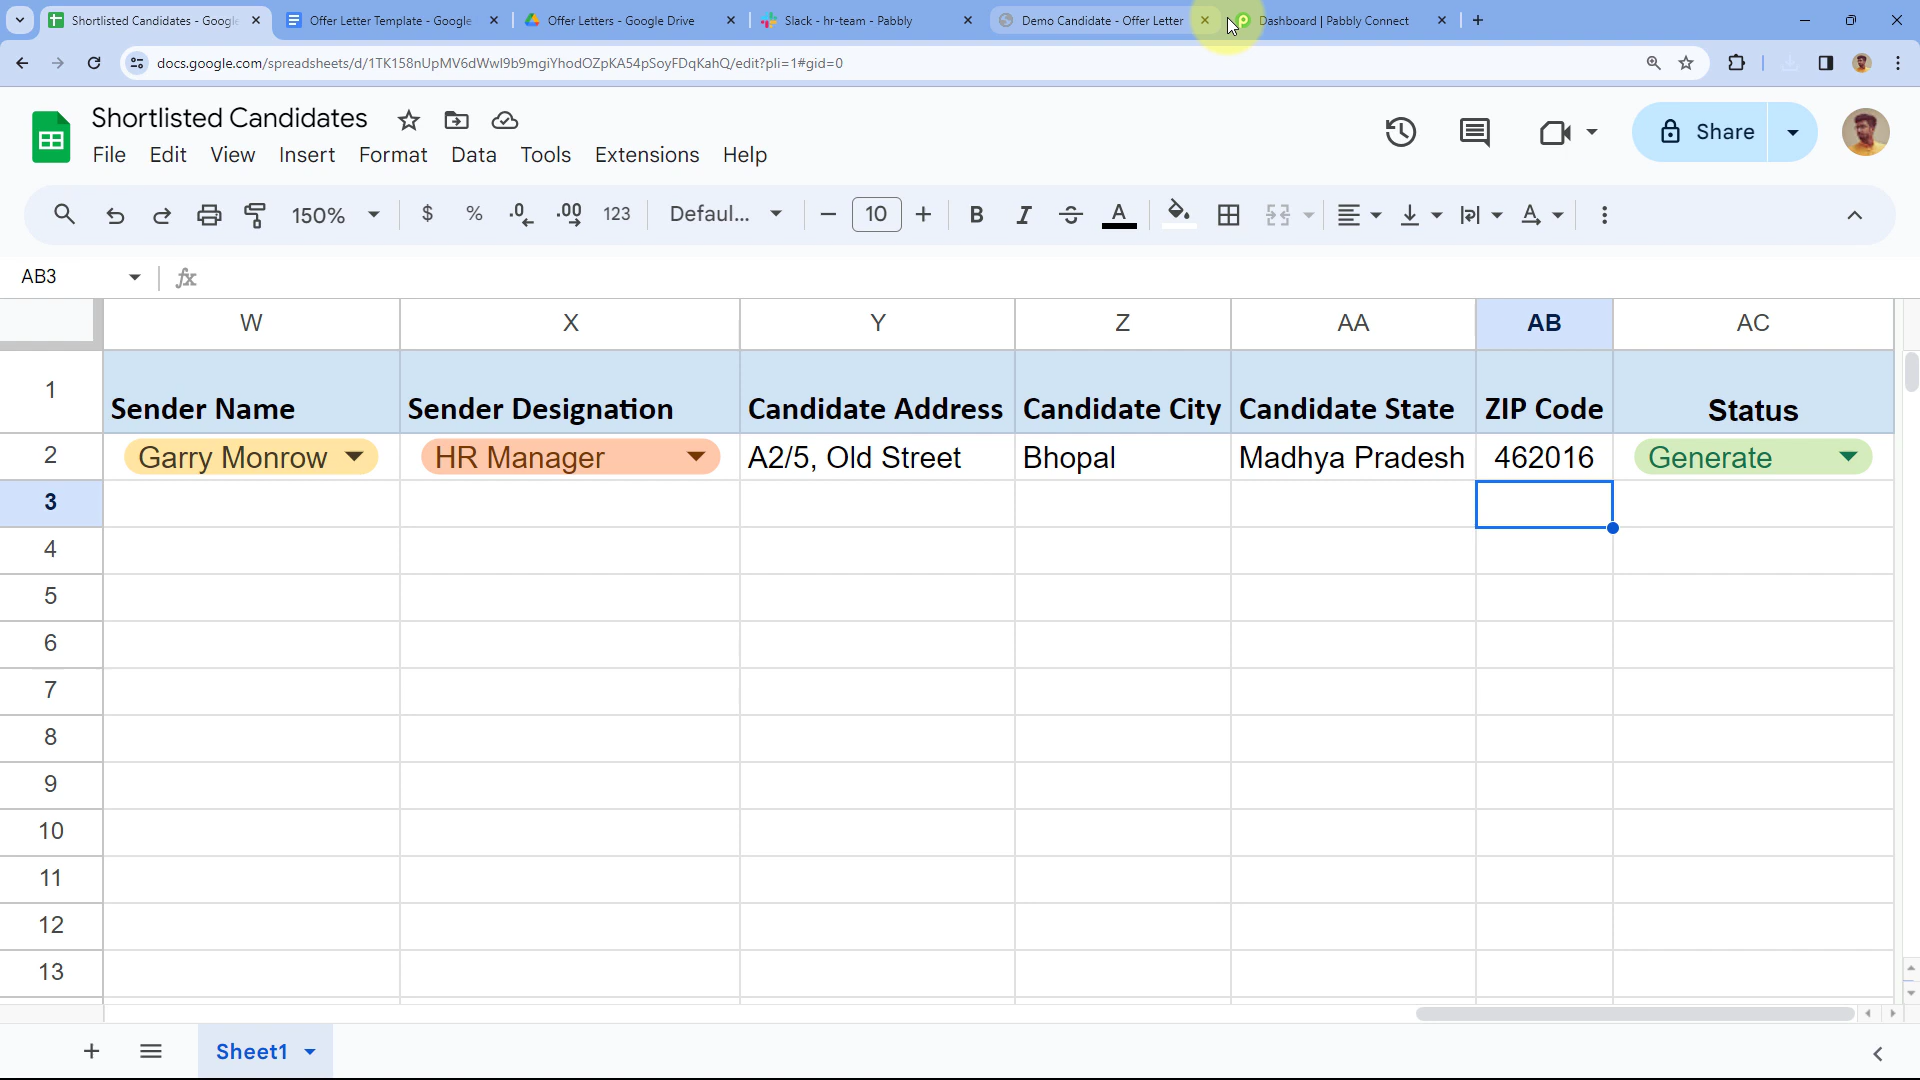 Shortlisted Candidates - Google
Offer Letter Template - Google
Offer Letters - Google Drive
Slack - hr-team - Pabbly
Demo Candidate - Offer Letter
Dashboard | Pabbly Connect
docs.google.com/spreadsheets/d/1TK158nUpMV6dWwl9b9mgiYhodOZpKA54pSoyFDqKahQ/edit?pli=1#gid=0
Shortlisted Candidates
File Edit View Insert Format Data Tools Extensions Help
Share
150% $ % .0 .00 123 Defaul... 10 B I S A A
AB3 fx
W X Y Z AA AB AC
1 Sender Name Sender Designation Candidate Address Candidate City Candidate State ZIP Code Status
2 Garry Monrow HR Manager A2/5, Old Street Bhopal Madhya Pradesh 462016 Generate
3
4
5
6
7
8
9
10
11
12
13
Sheet1